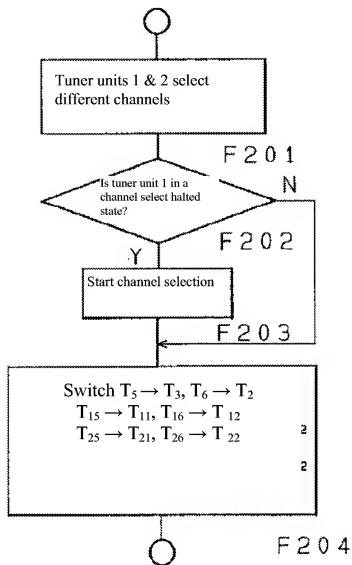 Tuner units 1 & 2 select
different channels
F201
Is tuner unit 1 in a
channel select halted
state?
N
F202
Y
Start channel selection
F203
Switch T₅ → T₃, T₆ → T₂
T₁₅ → T₁₁, T₁₆ → T₁₂
T₂₅ → T₂₁, T₂₆ → T₂₂
2
2
F204